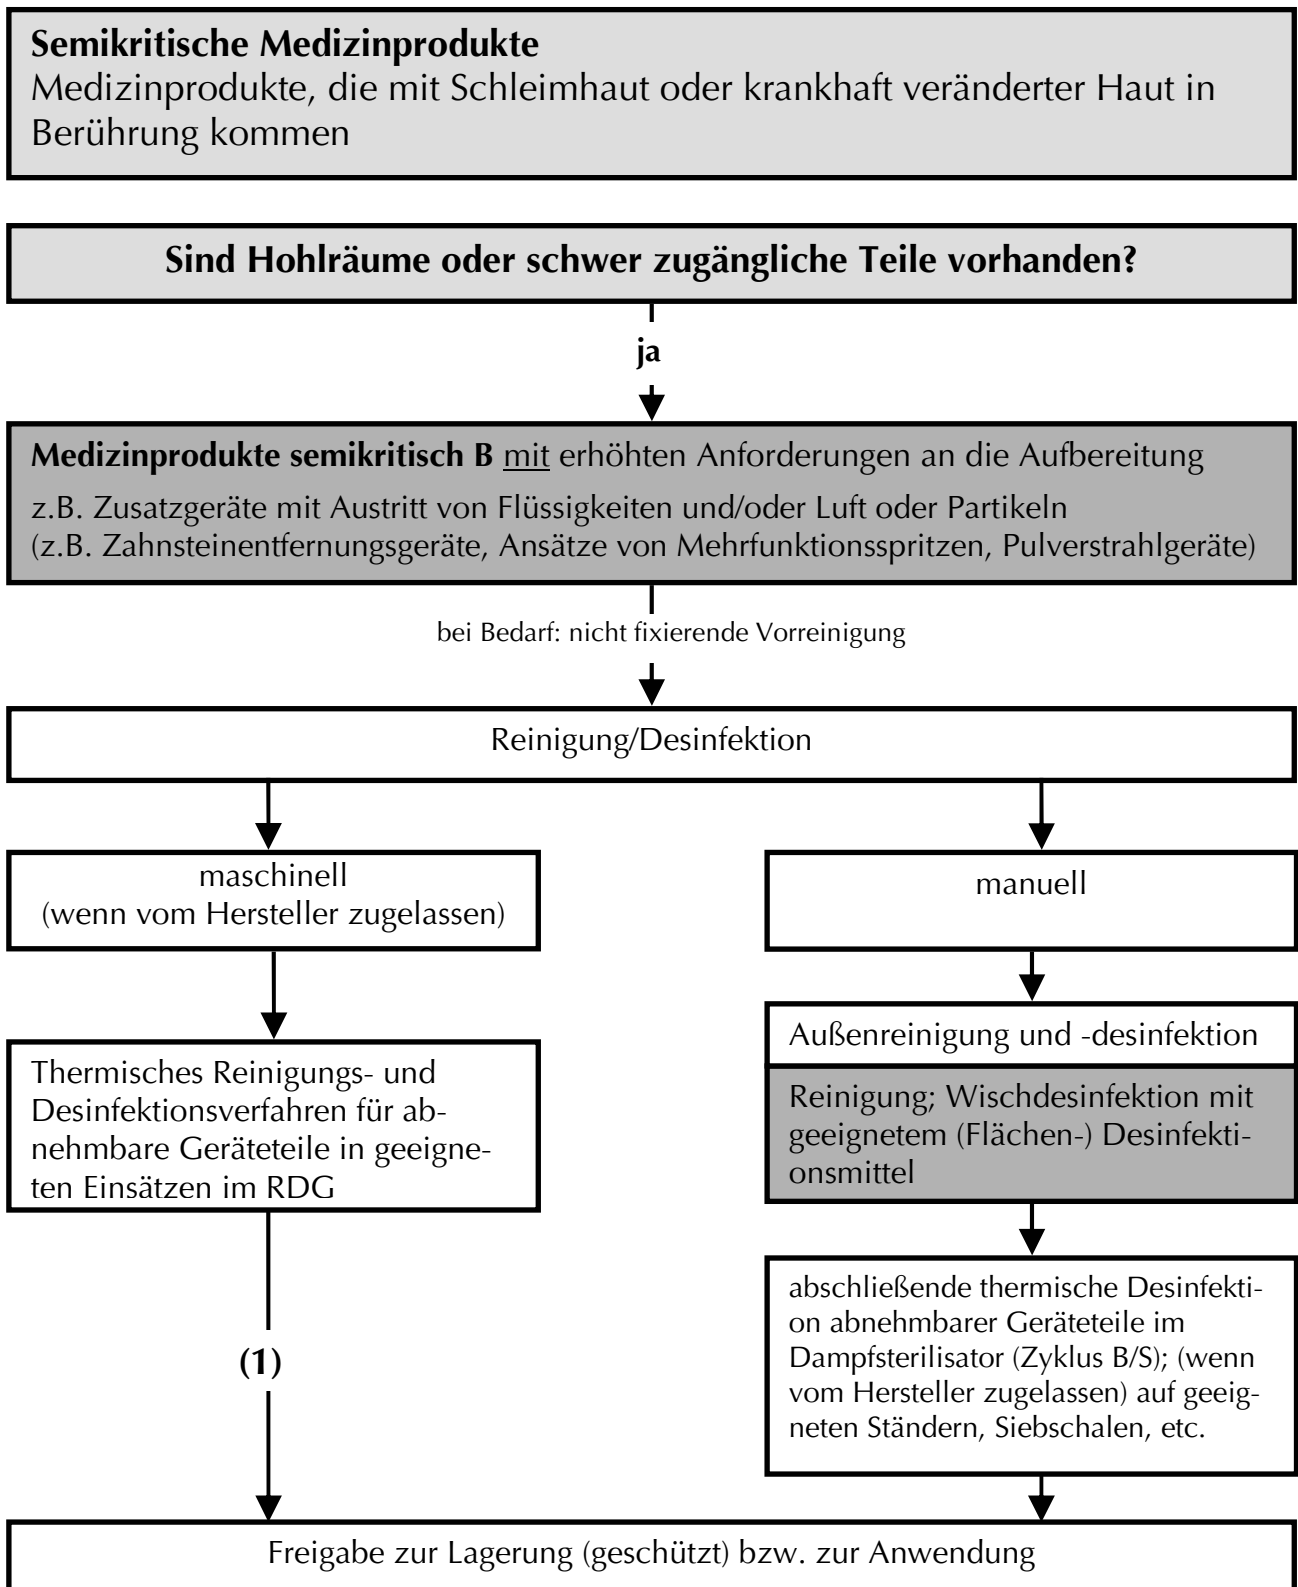 Semikritische Medizinprodukte
Medizinprodukte, die mit Schleimhaut oder krankhaft veränderter Haut in
Berührung kommen
Sind Hohlräume oder schwer zugängliche Teile vorhanden?
ja
Medizinprodukte semikritisch B mit erhöhten Anforderungen an die Aufbereitung
z.B. Zusatzgeräte mit Austritt von Flüssigkeiten und/oder Luft oder Partikeln
(z.B. Zahnsteinentfernungsgeräte, Ansätze von Mehrfunktionsspritzen, Pulverstrahlgeräte)
bei Bedarf: nicht fixierende Vorreinigung
Reinigung/Desinfektion
maschinell
(wenn vom Hersteller zugelassen)
Thermisches Reinigungs- und
Desinfektionsverfahren für ab-
nehmbare Geräteteile in geeigne-
ten Einsätzen im RDG
(1)
manuell
Außenreinigung und -desinfektion
Reinigung; Wischdesinfektion mit
geeignetem (Flächen-) Desinfekti-
onsmittel
abschließende thermische Desinfekti-
on abnehmbarer Geräteteile im
Dampfsterilisator (Zyklus B/S); (wenn
vom Hersteller zugelassen) auf geeig-
neten Ständern, Siebschalen, etc.
Freigabe zur Lagerung (geschützt) bzw. zur Anwendung